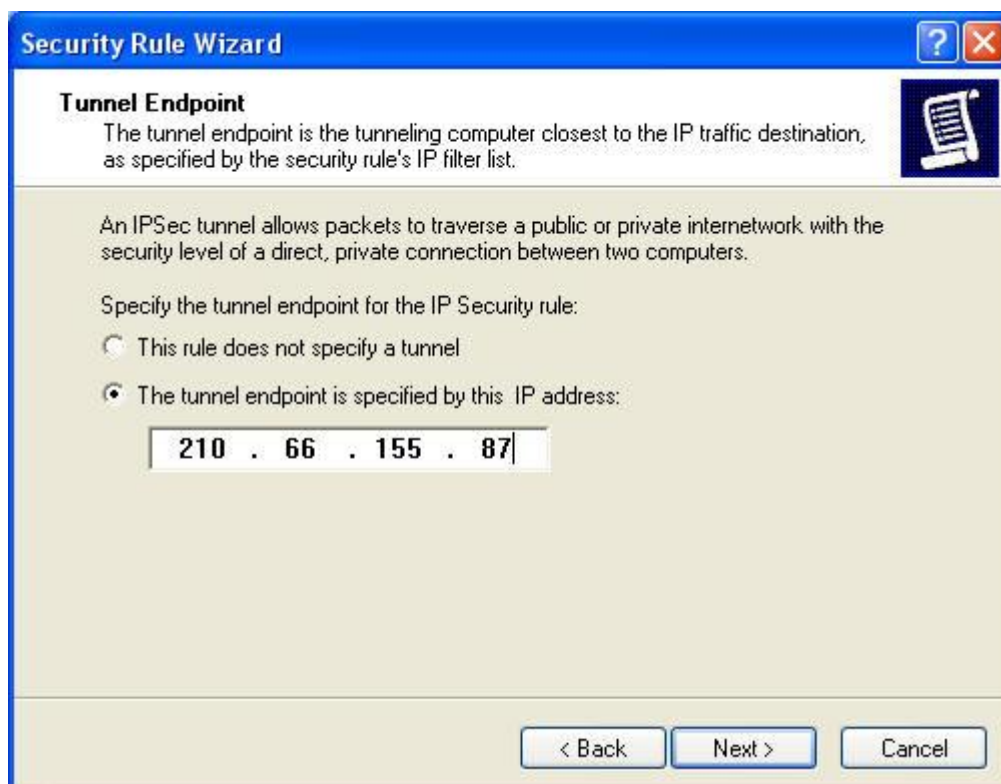 Security Rule Wizard
?
Tunnel Endpoint
The tunnel endpoint is the tunneling computer closest to the IP traffic destination,
as specified by the security rule's IP filter list.
An IPSec tunnel allows packets to traverse a public or private internetwork with the
security level of a direct, private connection between two computers.
Specify the tunnel endpoint for the IP Security rule:
This rule does not specify a tunnel
The tunnel endpoint is specified by this IP address:
210 . 66 . 155 . 87
< Back Next > Cancel